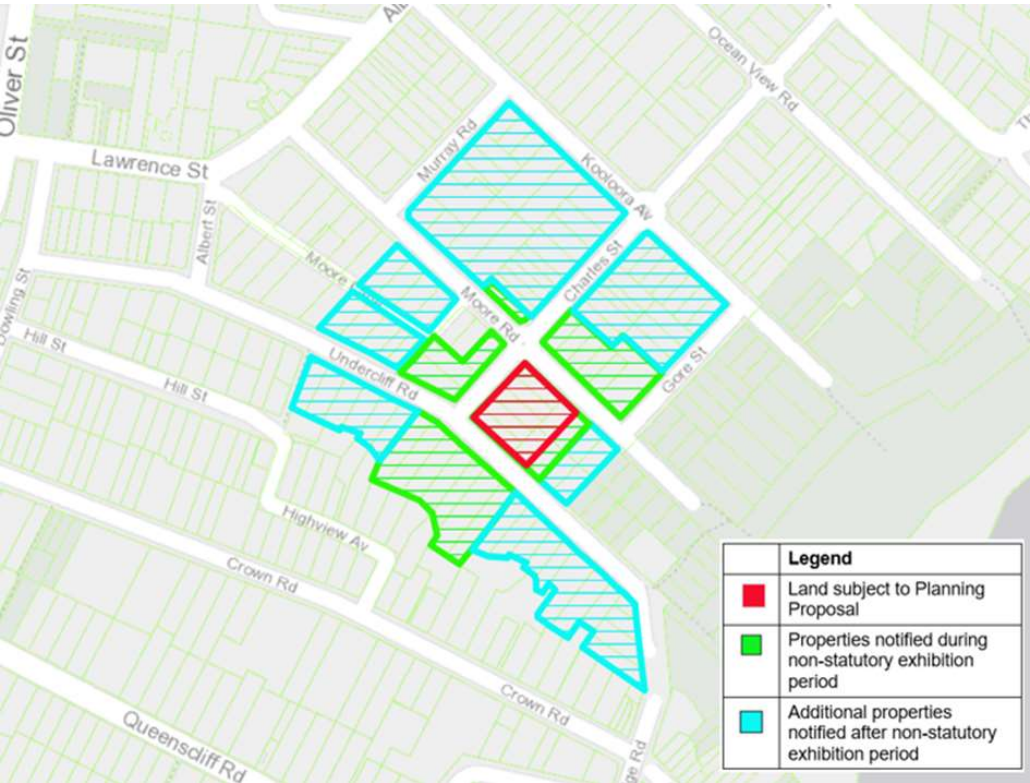 Oliver St
Ocean View Rd
Lawrence St
Murray Rd
Kooloora Av
Albert St
Charles St
Moore
Moore Rd
Dowling St
Hill St
Undercliff Rd
Gore St
Hill St
Highview Av
Crown Rd
Crown Rd
Queenscliff Rd
Legend
Land subject to Planning
Proposal
Properties notified during
non-statutory exhibition
period
Additional properties
notified after non-statutory
exhibition period